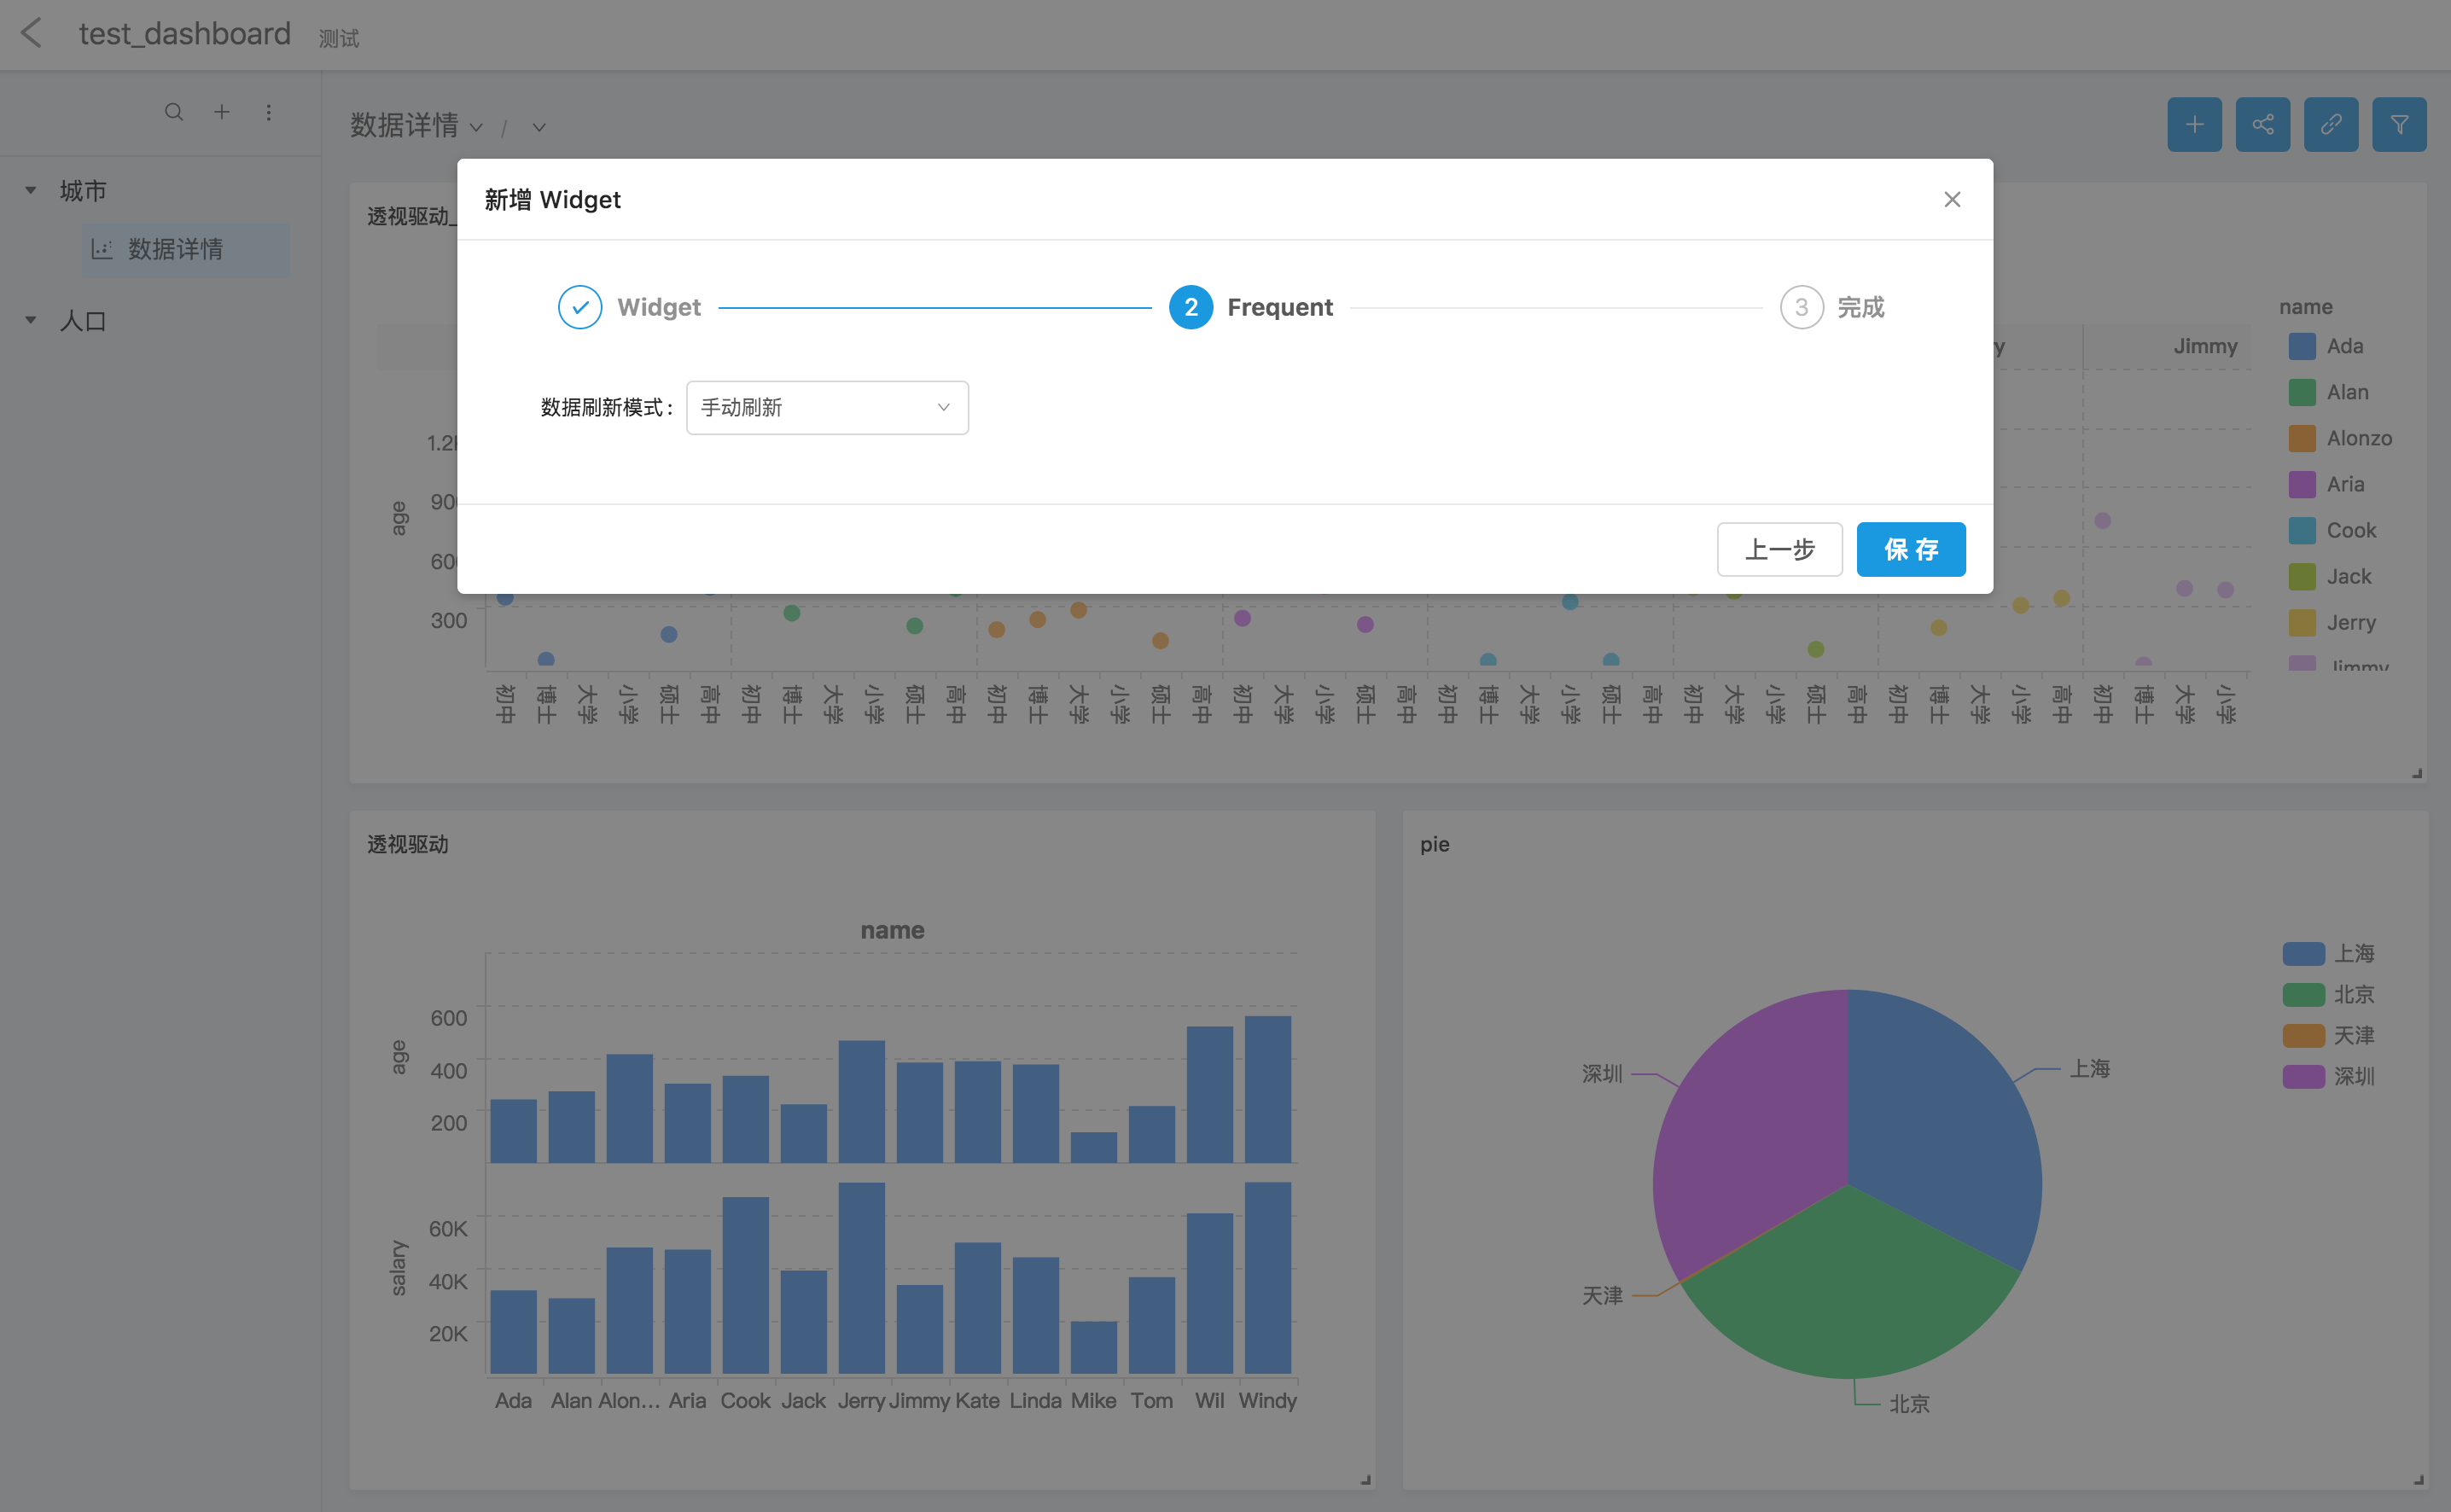 test_dashboard 测试
数据详情 /
城市
数据详情
人口
透视驱动_
新增 Widget
Widget
2 Frequent
3 完成
数据刷新模式: 手动刷新
上一步
保 存
y
Jimmy
name
Ada
Alan
Alonzo
Aria
Cook
Jack
Jerry
Jimmy
age
900
600
300
初中 博士 大学 小学 硕士 高中 初中 博士 大学 小学 硕士 高中 初中 博士 大学 小学 硕士 高中 初中 大学 小学 硕士 高中 初中 博士 大学 小学 硕士 高中 初中 大学 小学 硕士 高中 初中 博士 大学 小学 高中 初中 博士 大学 小学
透视驱动
name
age
600
400
200
salary
60K
40K
20K
Ada Alan Alon... Aria Cook Jack Jerry Jimmy Kate Linda Mike Tom Wil Windy
pie
上海
北京
天津
深圳
深圳
上海
天津
北京